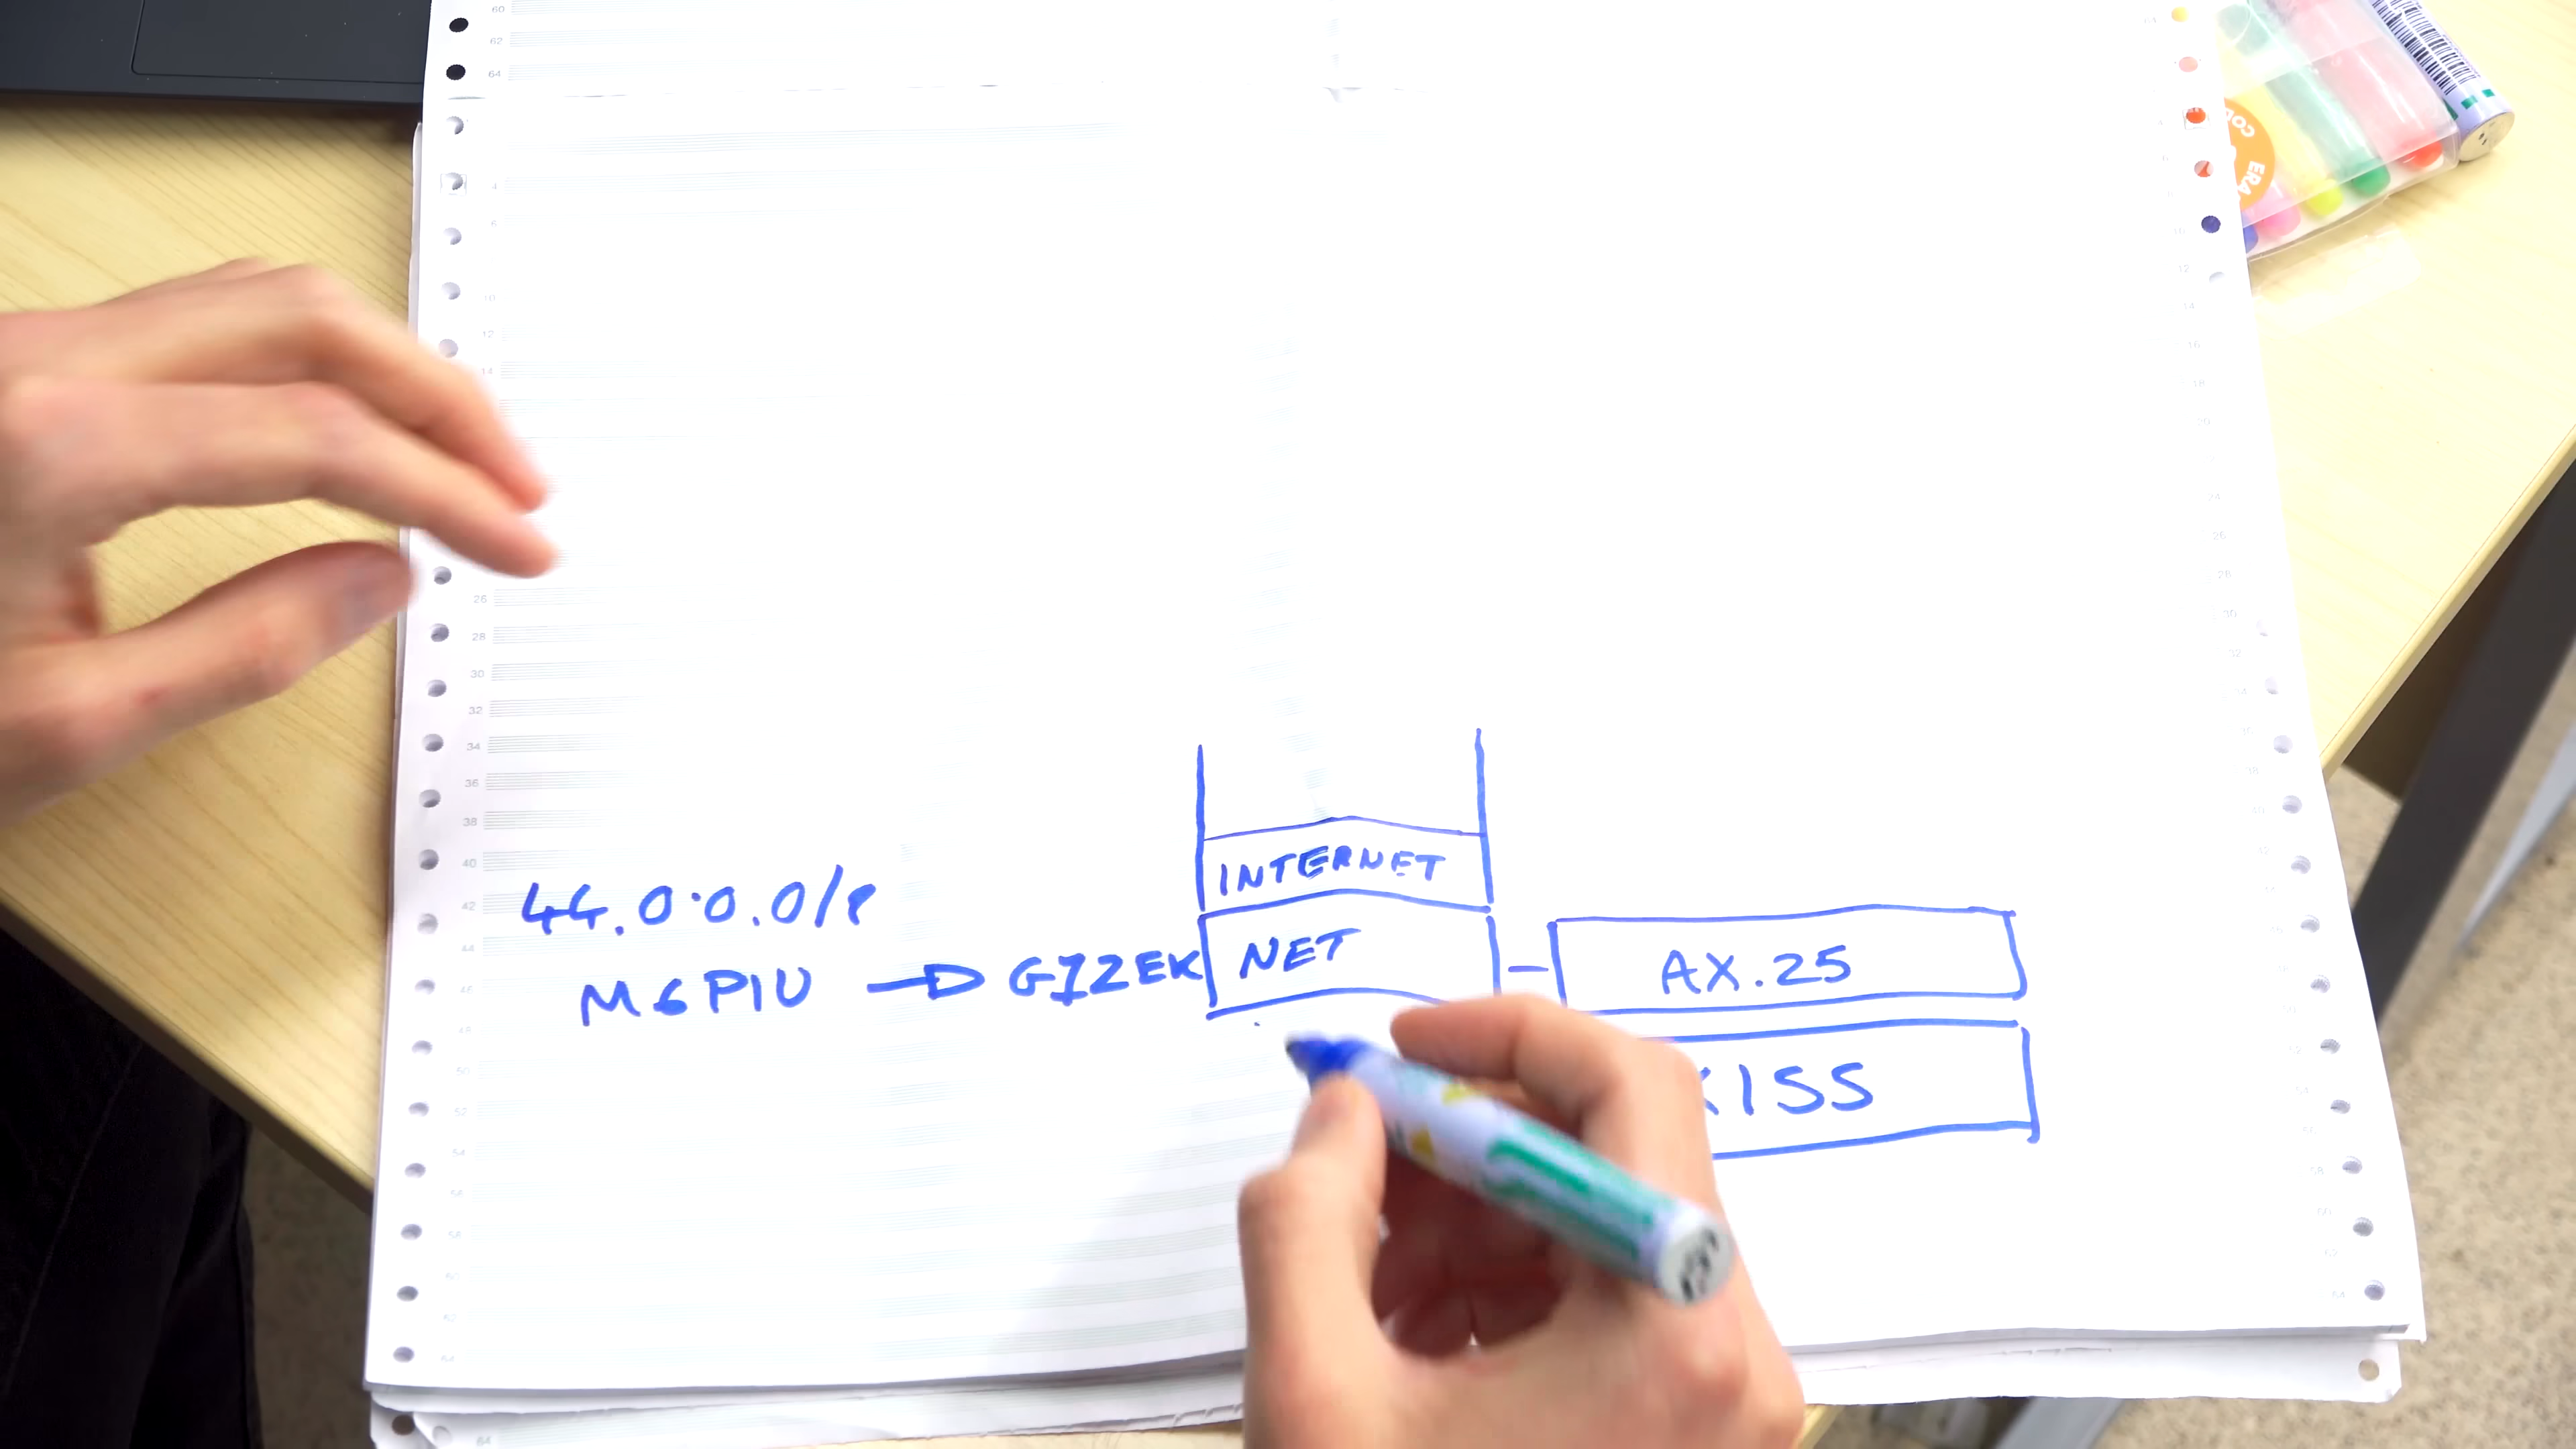 INTERNET
44.0.0.0/8
NET
AX.25
M6PIU → G1ZEK
KISS